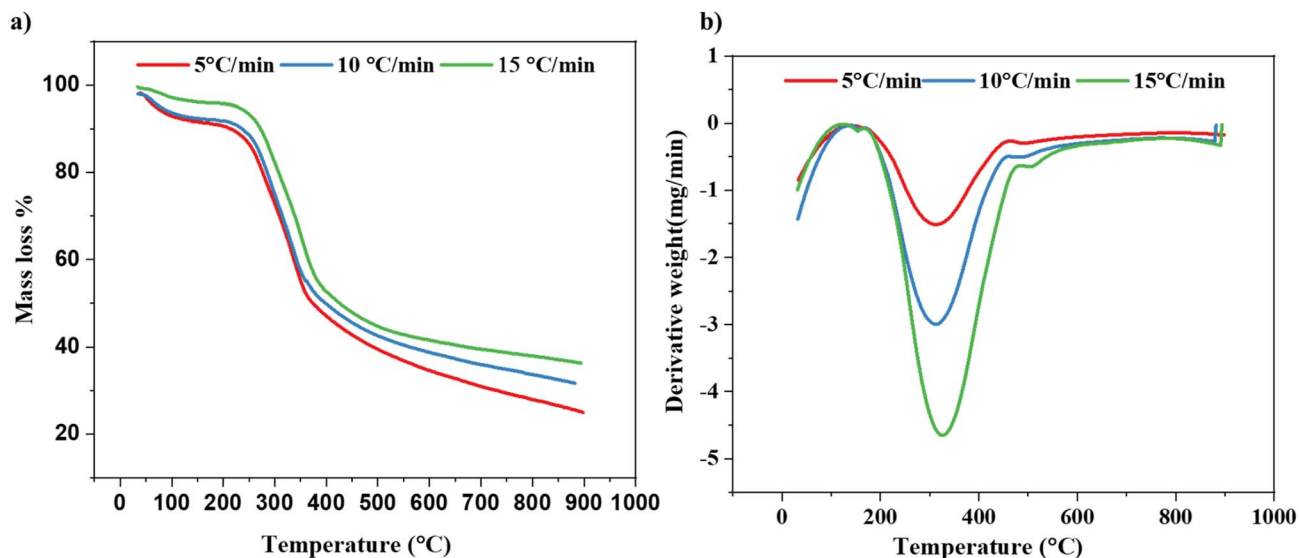 a)
5°C/min 10 °C/min 15 °C/min
Mass loss %
100
80
60
40
20
0 100 200 300 400 500 600 700 800 900 1000
Temperature (°C)
b)
5°C/min 10°C/min 15°C/min
Derivative weight(mg/min)
1
0
-1
-2
-3
-4
-5
0 200 400 600 800 1000
Temperature (°C)